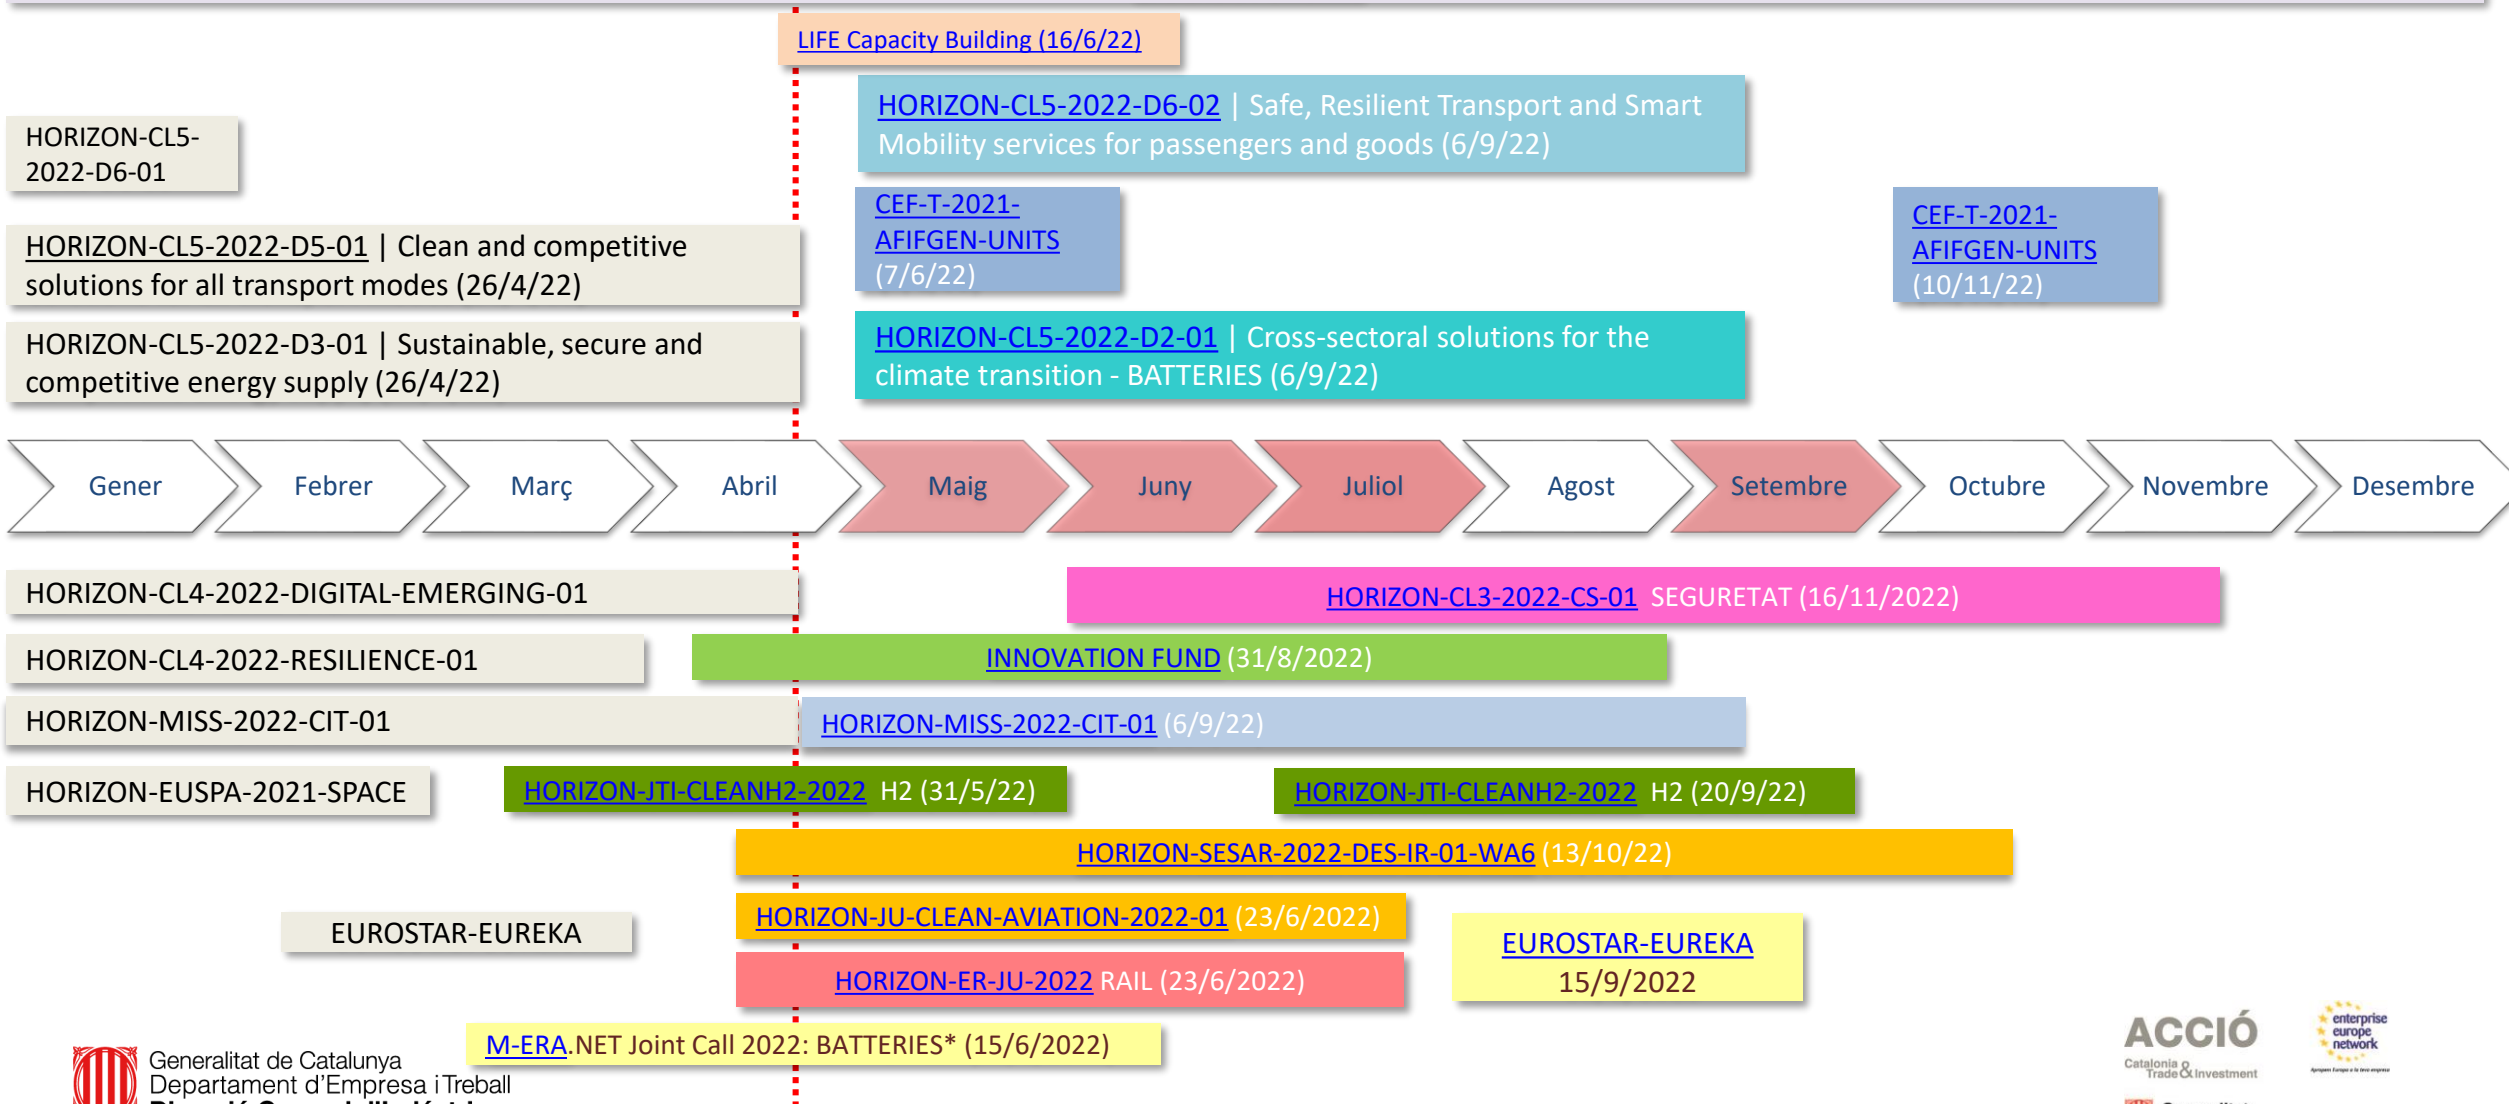 LIFE Capacity Building (16/6/22)
HORIZON-CL5-2022-D6-02 | Safe, Resilient Transport and Smart
Mobility services for passengers and goods (6/9/22)
HORIZON-CL5-
2022-D6-01
CEF-T-2021-
AFIFGEN-UNITS
(7/6/22)
CEF-T-2021-
AFIFGEN-UNITS
(10/11/22)
HORIZON-CL5-2022-D5-01 | Clean and competitive
solutions for all transport modes (26/4/22)
HORIZON-CL5-2022-D3-01 | Sustainable, secure and
competitive energy supply (26/4/22)
HORIZON-CL5-2022-D2-01 | Cross-sectoral solutions for the
climate transition - BATTERIES (6/9/22)
Gener Febrer Març Abril Maig Juny Juliol Agost Setembre Octubre Novembre Desembre
HORIZON-CL4-2022-DIGITAL-EMERGING-01
HORIZON-CL3-2022-CS-01 SEGURETAT (16/11/2022)
HORIZON-CL4-2022-RESILIENCE-01
INNOVATION FUND (31/8/2022)
HORIZON-MISS-2022-CIT-01
HORIZON-MISS-2022-CIT-01 (6/9/22)
HORIZON-EUSPA-2021-SPACE
HORIZON-JTI-CLEANH2-2022 H2 (31/5/22)
HORIZON-JTI-CLEANH2-2022 H2 (20/9/22)
HORIZON-SESAR-2022-DES-IR-01-WA6 (13/10/22)
HORIZON-JU-CLEAN-AVIATION-2022-01 (23/6/2022)
EUROSTAR-EUREKA
EUROSTAR-EUREKA
15/9/2022
HORIZON-ER-JU-2022 RAIL (23/6/2022)
M-ERA.NET Joint Call 2022: BATTERIES* (15/6/2022)
Generalitat de Catalunya
Departament d'Empresa i Treball
ACCIÓ
Catalonia
Trade & Investment
enterprise
europe
network
Apropem Europa a la teva empresa